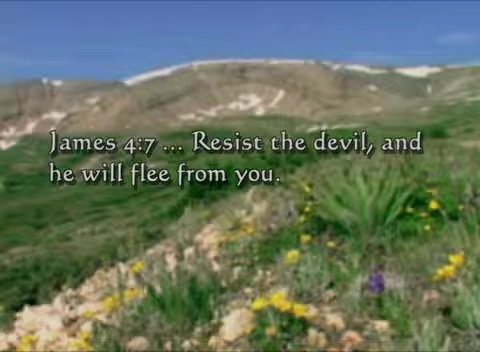 James 4:7 ... Resist the devil, and
he will flee from you.